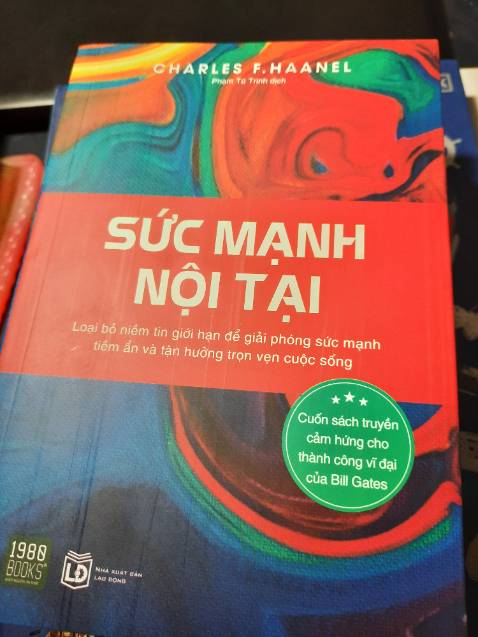 CHARLES F. HAANEL
Phạm Tú Trinh dịch
SỨC MẠNH
NỘI TẠI
Loại bỏ niềm tin giới hạn để giải phóng sức mạnh
tiềm ẩn và tận hưởng trọn vẹn cuộc sống
Cuốn sách truyền
cảm hứng cho
thành công vĩ đại
của Bill Gates
1980
BOOKS
NHÀ XUẤT BẢN
LAO ĐỘNG